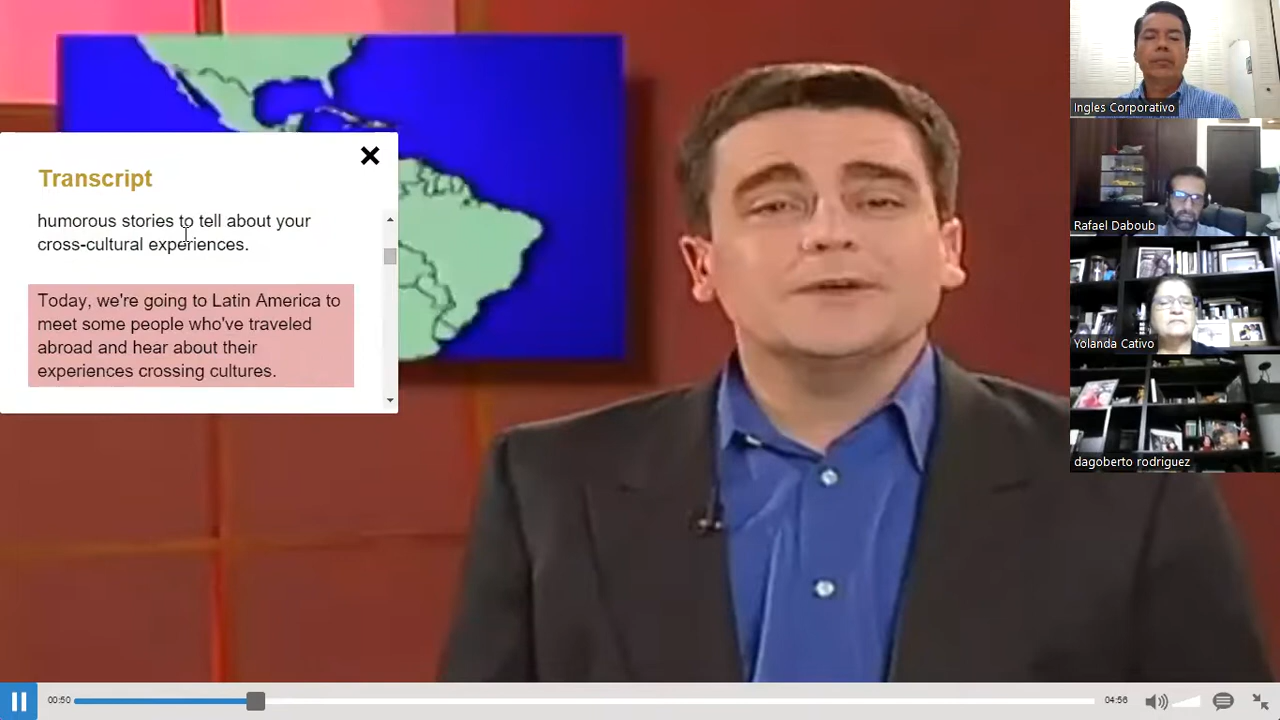 Transcript
humorous stories to tell about your
cross-cultural experiences.
Today, we're going to Latin America to
meet some people who've traveled
abroad and hear about their
experiences crossing cultures.
Ingles Corporativo
Rafael Daboub
Yolanda Cativo
dagoberto rodriguez
00:50
04:56